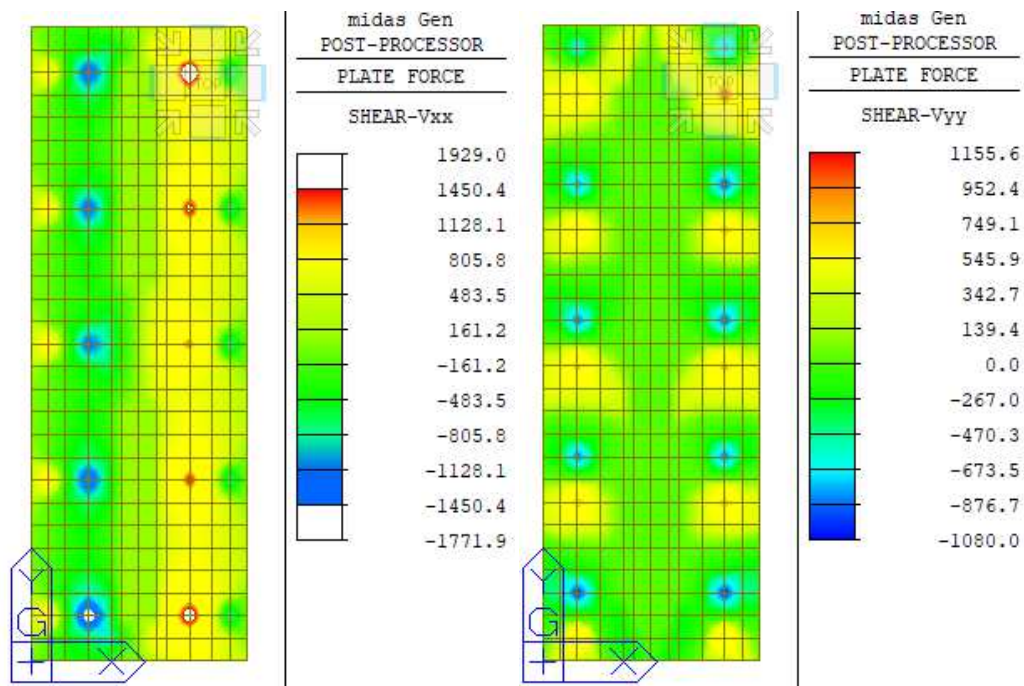 midas Gen
POST-PROCESSOR
PLATE FORCE
SHEAR-Vxx
1929.0
1450.4
1128.1
805.8
483.5
161.2
-161.2
-483.5
-805.8
-1128.1
-1450.4
-1771.9
TOP
Y
G
X
midas Gen
POST-PROCESSOR
PLATE FORCE
SHEAR-Vyy
1155.6
952.4
749.1
545.9
342.7
139.4
0.0
-267.0
-470.3
-673.5
-876.7
-1080.0
TOP
Y
G
X